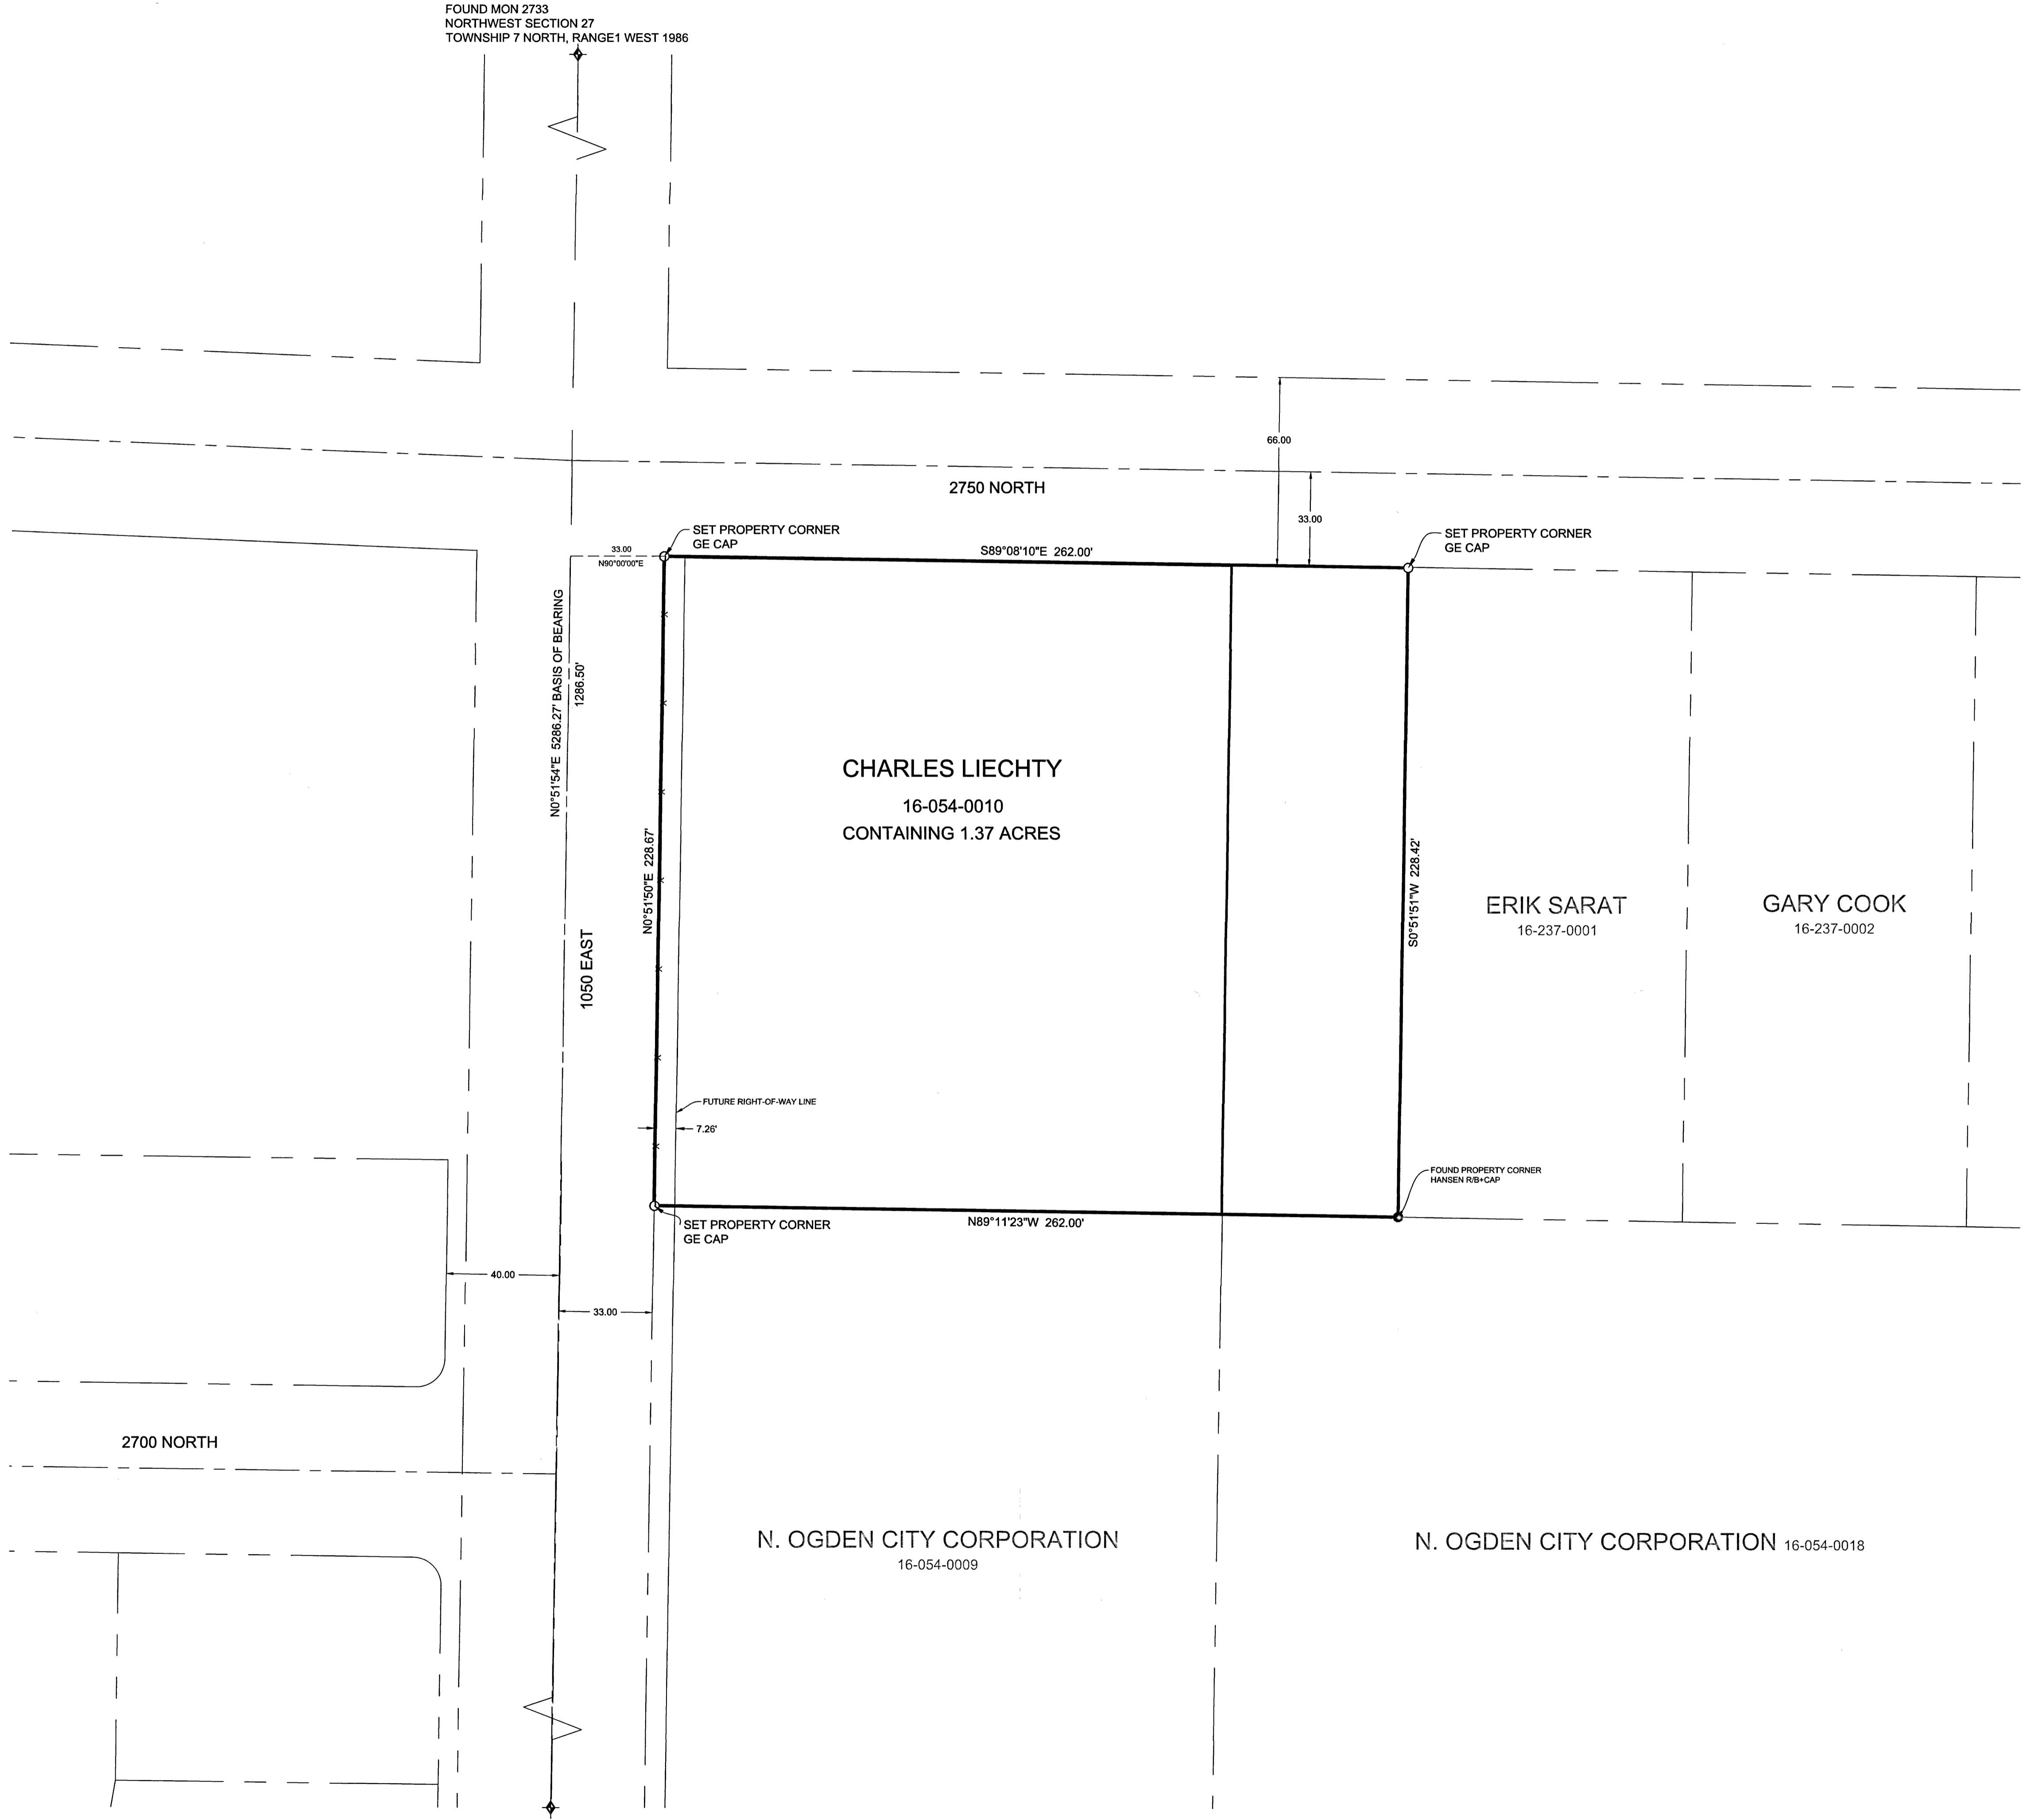 FOUND MON 2733
NORTHWEST SECTION 27
TOWNSHIP 7 NORTH, RANGE1 WEST 1986
66.00
2750 NORTH
33.00
SET PROPERTY CORNER
GE CAP
SET PROPERTY CORNER
GE CAP
33.00
N90°00'00"E
S89°08'10"E 262.00'
N0°51'54"E 5286.27' BASIS OF BEARING
1286.50'
CHARLES LIECHTY
16-054-0010
CONTAINING 1.37 ACRES
N0°51'50"E 228.67'
S0°51'51"W 228.42'
ERIK SARAT
16-237-0001
GARY COOK
16-237-0002
1050 EAST
FUTURE RIGHT-OF-WAY LINE
7.26'
FOUND PROPERTY CORNER
HANSEN R/B+CAP
SET PROPERTY CORNER
GE CAP
N89°11'23"W 262.00'
40.00
33.00
2700 NORTH
N. OGDEN CITY CORPORATION
16-054-0009
N. OGDEN CITY CORPORATION 16-054-0018